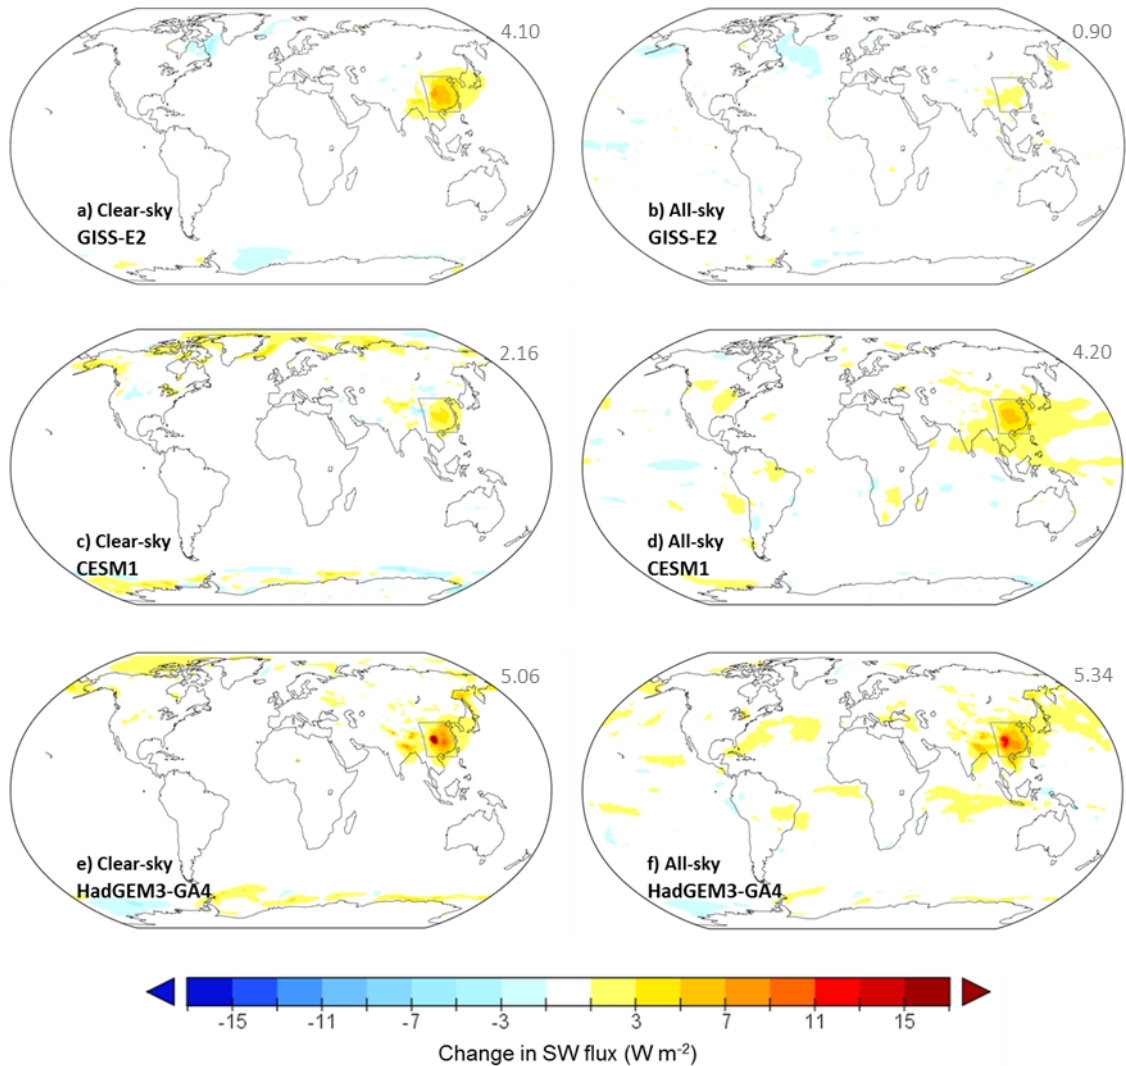 4.10
0.90
a) Clear-sky
GISS-E2
b) All-sky
GISS-E2
2.16
4.20
c) Clear-sky
CESM1
d) All-sky
CESM1
5.06
5.34
e) Clear-sky
HadGEM3-GA4
f) All-sky
HadGEM3-GA4
-15 -11 -7 -3 3 7 11 15
Change in SW flux (W m⁻²)